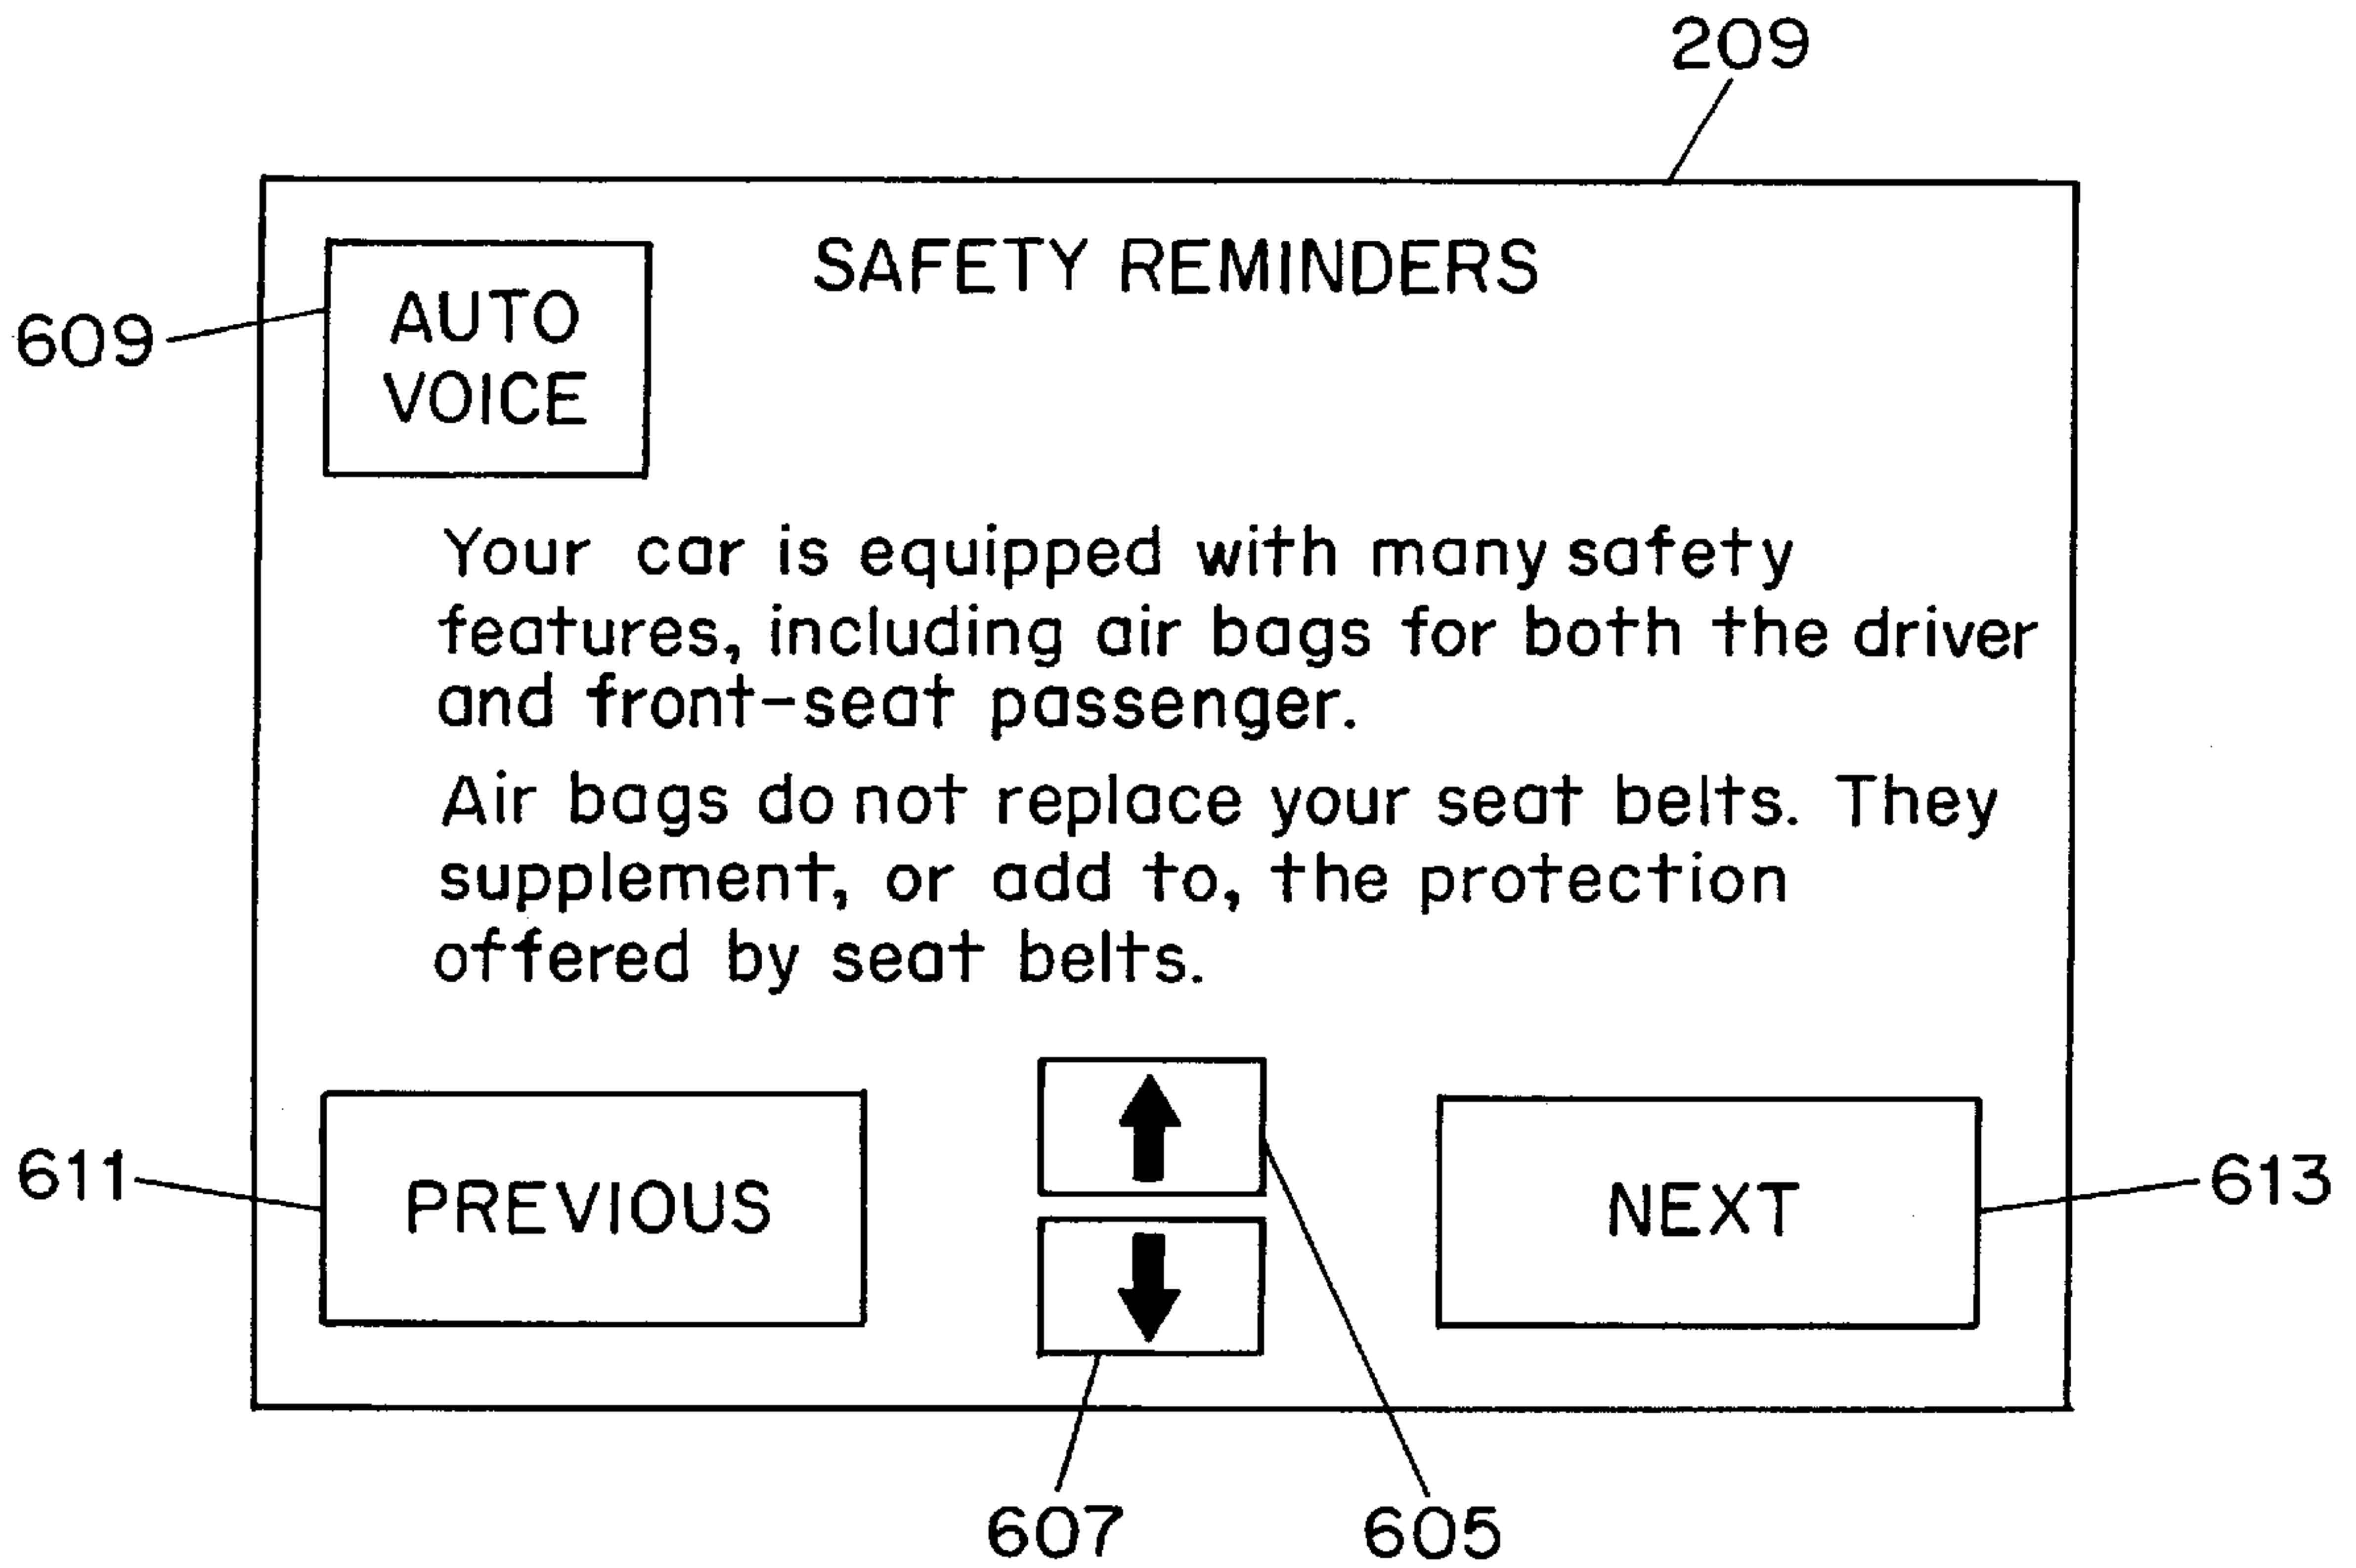 209
SAFETY REMINDERS
609
AUTO
VOICE
Your car is equipped with many safety
features, including air bags for both the driver
and front-seat passenger.
Air bags do not replace your seat belts. They
supplement, or add to, the protection
offered by seat belts.
611
PREVIOUS
NEXT
613
607
605